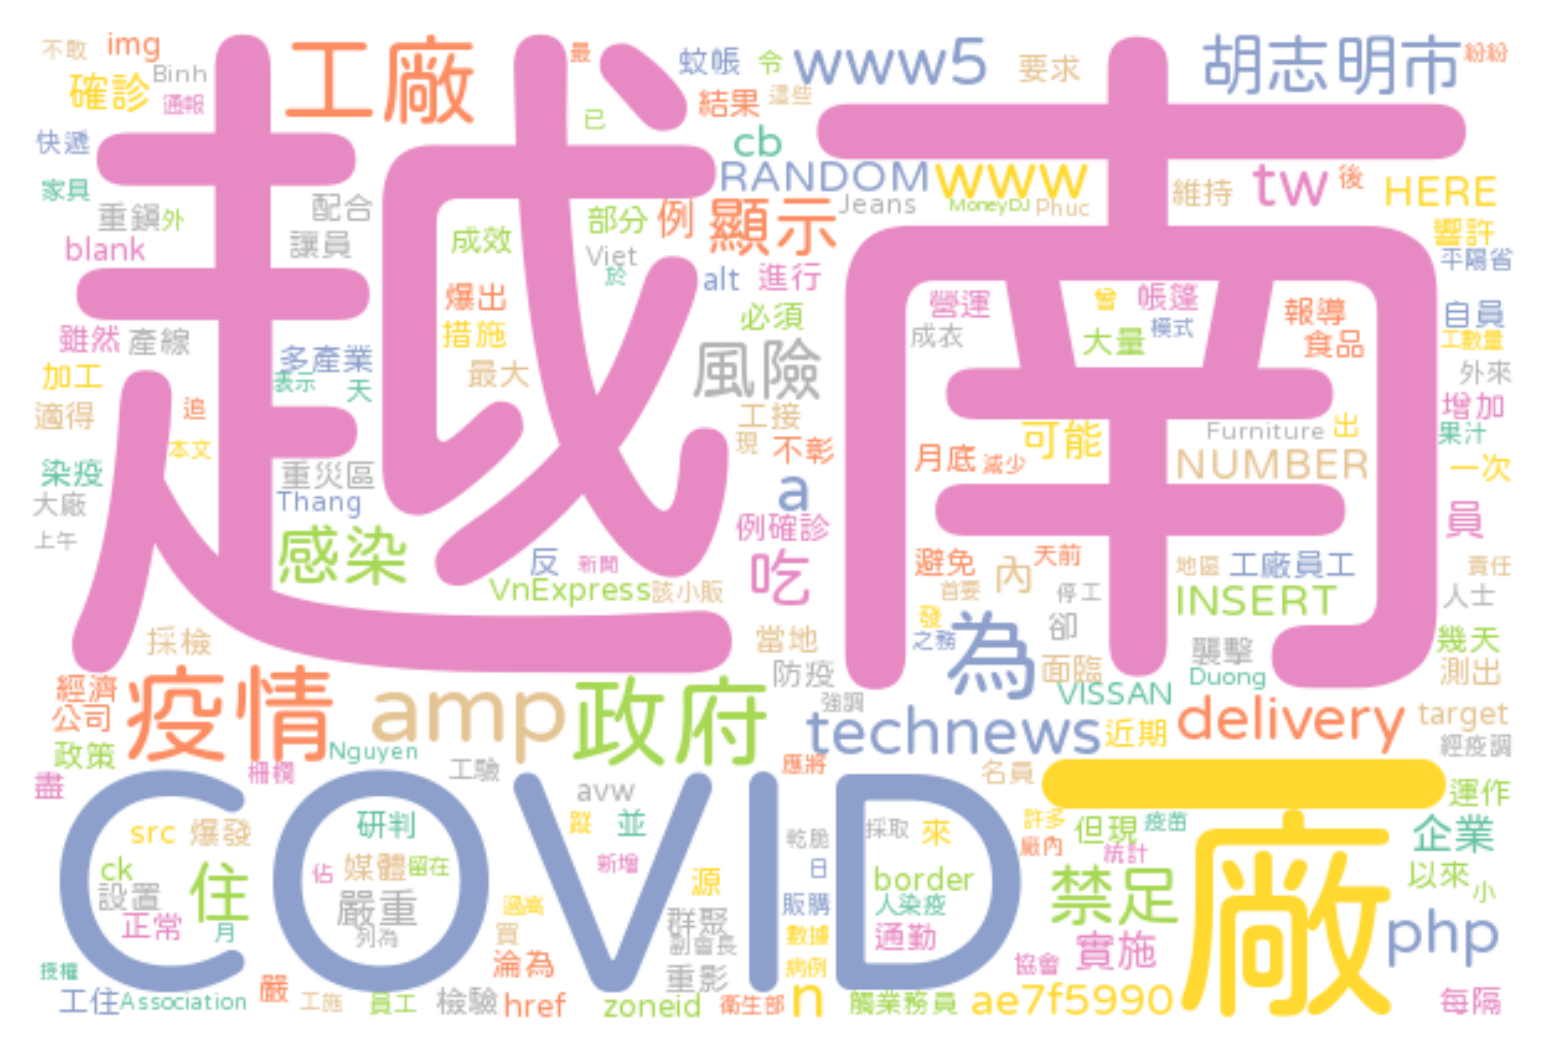 不敢 img 工廠 最 蚊帳 令 www5 要求 胡志明市 紛紛
確診 Binh 通報 已 結果 這些
快遞 cb
家具 配合 RANDOM www 維持 tw 後 HERE
重鎮 外 部分 例 顯示 Jeans MoneyDJ Phuc
blank 讓員 成效 Viet 響許
於 alt 進行 平陽省
爆出 必須 營運 曾 帳篷 報導 自員
雖然 產線 措施 成衣 大量 模式 食品 工數量
多產業 最大 風險 外來
加工 表示 天
越南
適得 追 工接 增加
本文 現 不彰 可能 Furniture 出 果汁
染疫 重災區 月底 減少 NUMBER 一次
大廠 Thang a
上午 感染 例確診 員
反 新聞 避免 內 天前 地區 工廠員工 責任
VnExpress 該小販 吃 首要 停工 INSERT 人士
採檢 當地 發 之務 為 卻 襲擊 幾天
防疫 面臨 Duong 測出
經濟 疫情 amp 政府 強調 VISSAN
公司 technews 近期 delivery target
政策 Nguyen 經疫調
盡 柵欄 工驗 avw 應將 名員 一 運作
src 爆發 研判 蹤 並 乾脆 採取 來 許多 但現 疫苗 企業
COVID
廠內 統計
ck 佔 媒體 留在 新增 源 日 border 禁足 廠 以來 小
設置 住 嚴重 過高 販購 人染疫
正常 月 列為 買 群聚 數據 通勤 實施 php
副會長
授權 淪為 重影 病例 協會
工住 Association 嚴 工施 員工 檢驗 href zoneid 衛生部 n 觸業務員 ae7f5990 每隔